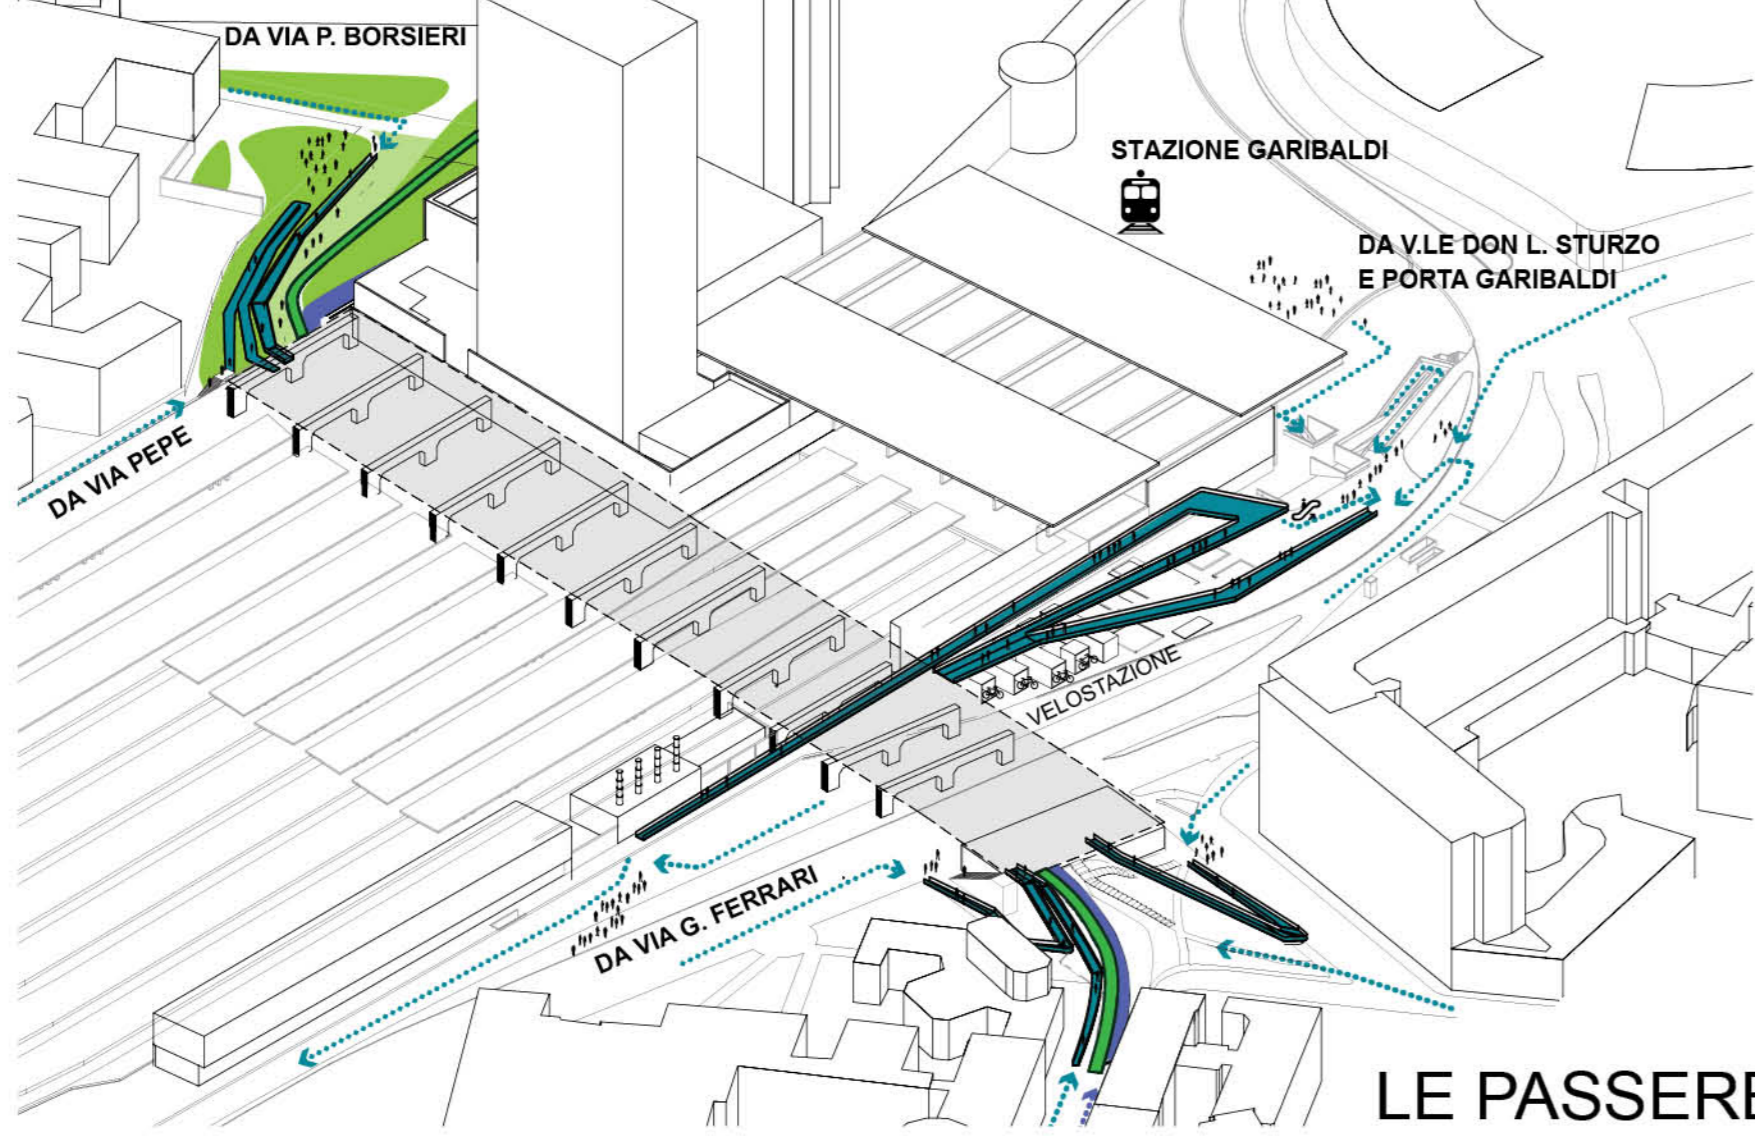 DA VIA P. BORSIERI
STAZIONE GARIBALDI
DA V.LE DON L. STURZO
E PORTA GARIBALDI
DA VIA PEPE
VELOSTAZIONE
DA VIA G. FERRARI
LE PASSERE